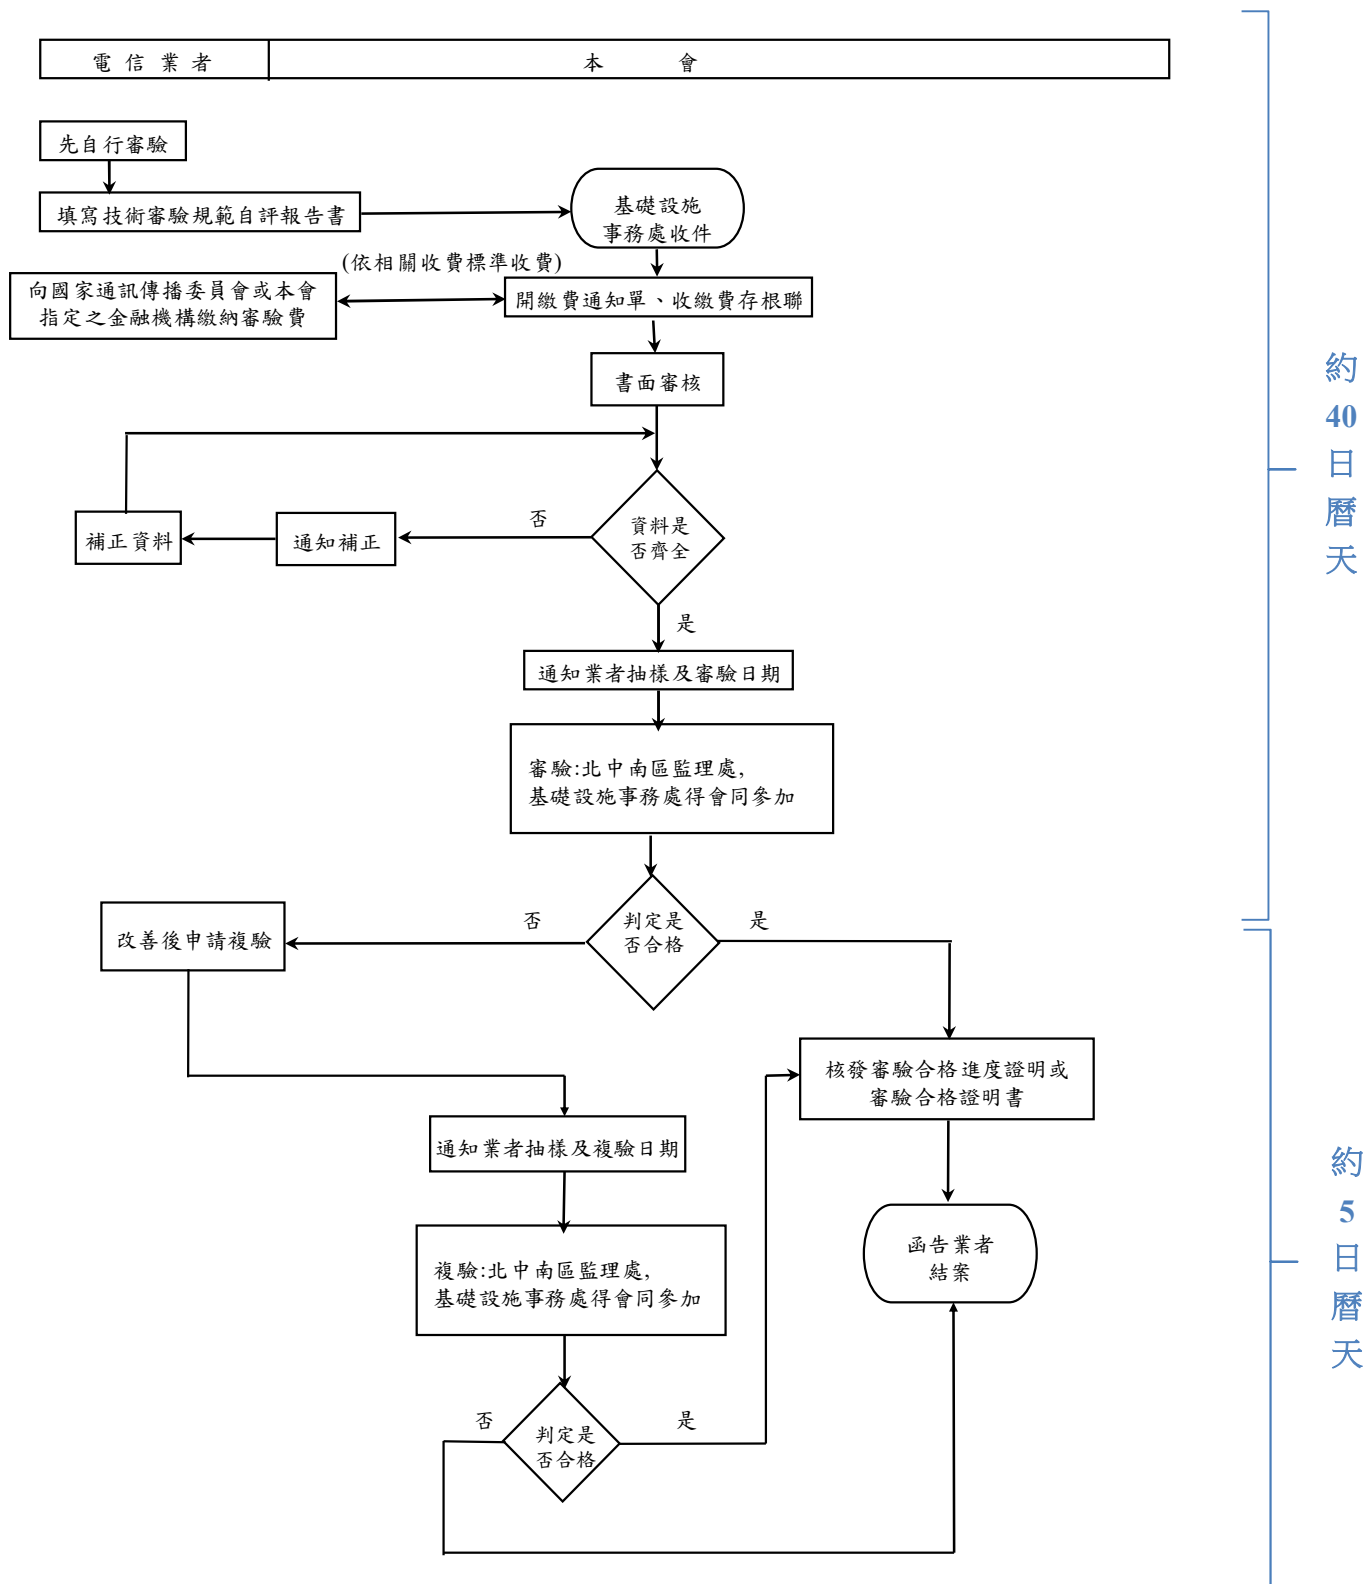 電信業者 本會
先自行審驗
填寫技術審驗規範自評報告書
基礎設施
事務處收件
(依相關收費標準收費)
向國家通訊傳播委員會或本會
指定之金融機構繳納審驗費
開繳費通知單、收繳費存根聯
書面審核
資料是
否齊全
否
通知補正
補正資料
是
通知業者抽樣及審驗日期
審驗:北中南區監理處,
基礎設施事務處得會同參加
判定是
否合格
否
是
改善後申請複驗
核發審驗合格進度證明或
審驗合格證明書
通知業者抽樣及複驗日期
複驗:北中南區監理處,
基礎設施事務處得會同參加
函告業者
結案
判定是
否合格
否
是
約
40
日
曆
天
約
5
日
曆
天